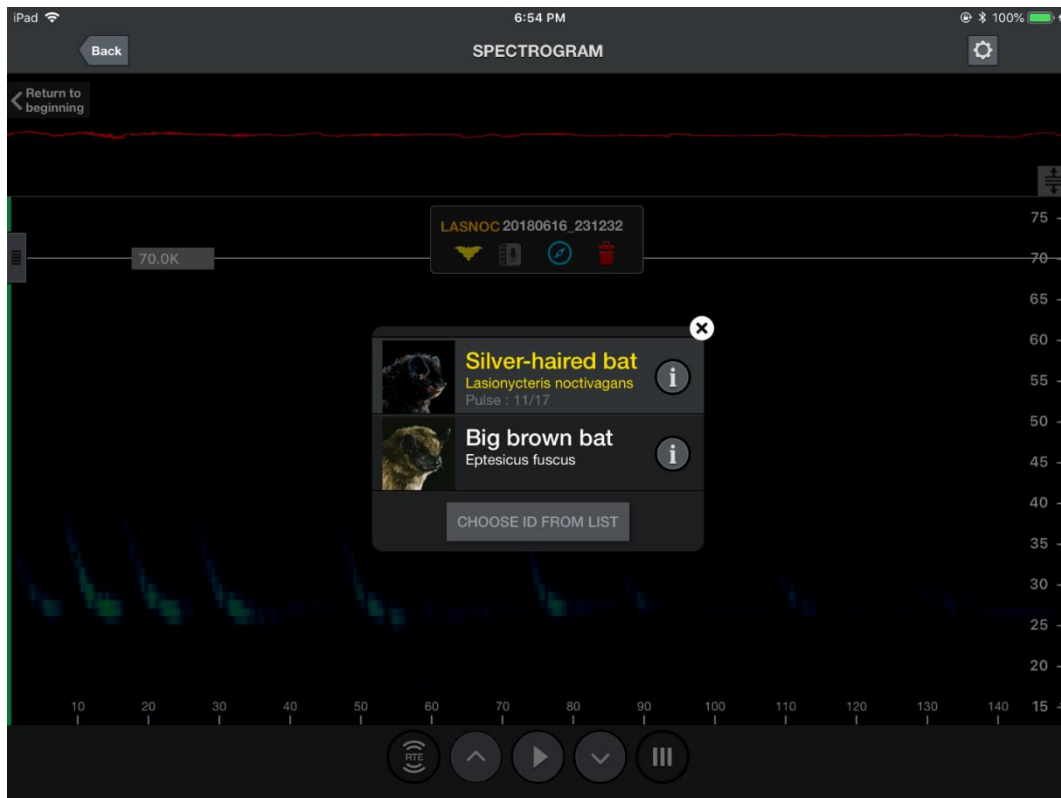 iPad 6:54 PM 100%
Back SPECTROGRAM
Return to
beginning
75
LASNOC 20180616_231232
70.0K 70
65
60
Silver-haired bat
Lasionycteris noctivagans
Pulse : 11/17
55
50
Big brown bat
Eptesicus fuscus
45
40
CHOOSE ID FROM LIST
35
30
25
20
10 20 30 40 50 60 70 80 90 100 110 120 130 140 15
RTE